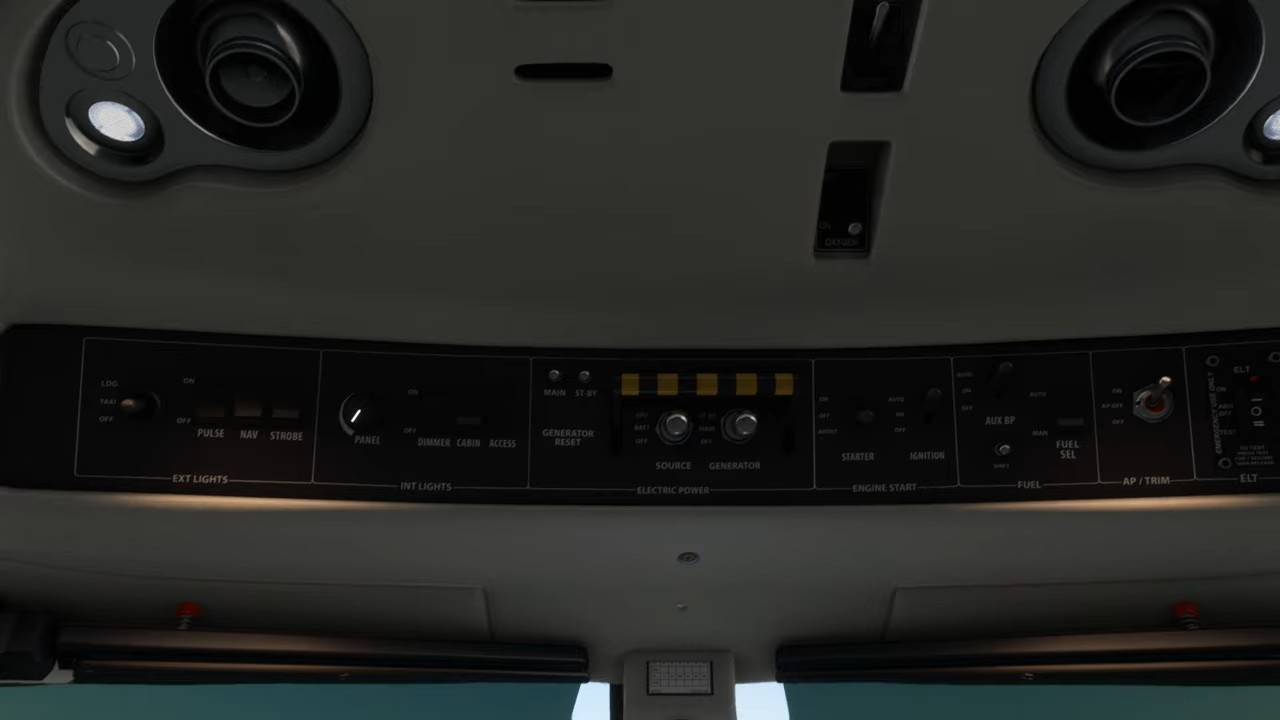 ON
OXYGEN
LDG
TAXI
OFF
ON
OFF
PULSE NAV STROBE
EXT LIGHTS
PANEL
ON
OFF
DIMMER CABIN ACCESS
INT LIGHTS
MAIN ST-BY
GENERATOR
RESET
BATT
OFF
MAIN
OFF
SOURCE GENERATOR
ELECTRIC POWER
ON
OFF
ABORT
STARTER
AUTO
ON
OFF
IGNITION
ENGINE START
AUTO
ON
OFF
AUX BP
AUTO
MAN
FUEL
SEL
SHIFT
FUEL
ON
AP OFF
OFF
AP / TRIM
EMERGENCY USE ONLY
ELT
ON
OFF
TEST
ELT